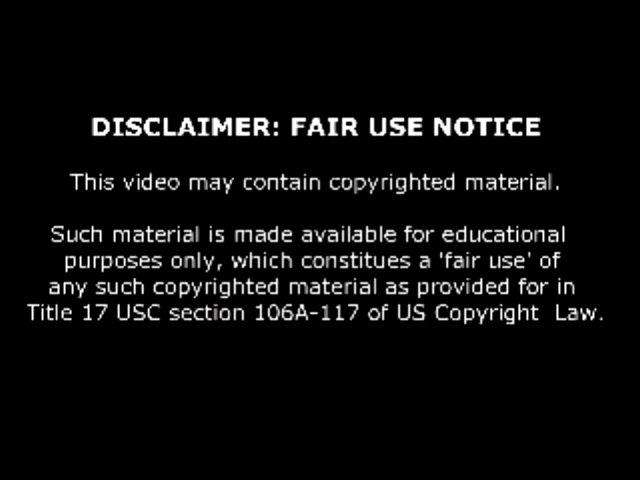 DISCLAIMER: FAIR USE NOTICE
This video may contain copyrighted material.
Such material is made available for educational
purposes only, which constitues a 'fair use' of
any such copyrighted material as provided for in
Title 17 USC section 106A-117 of US Copyright  Law.